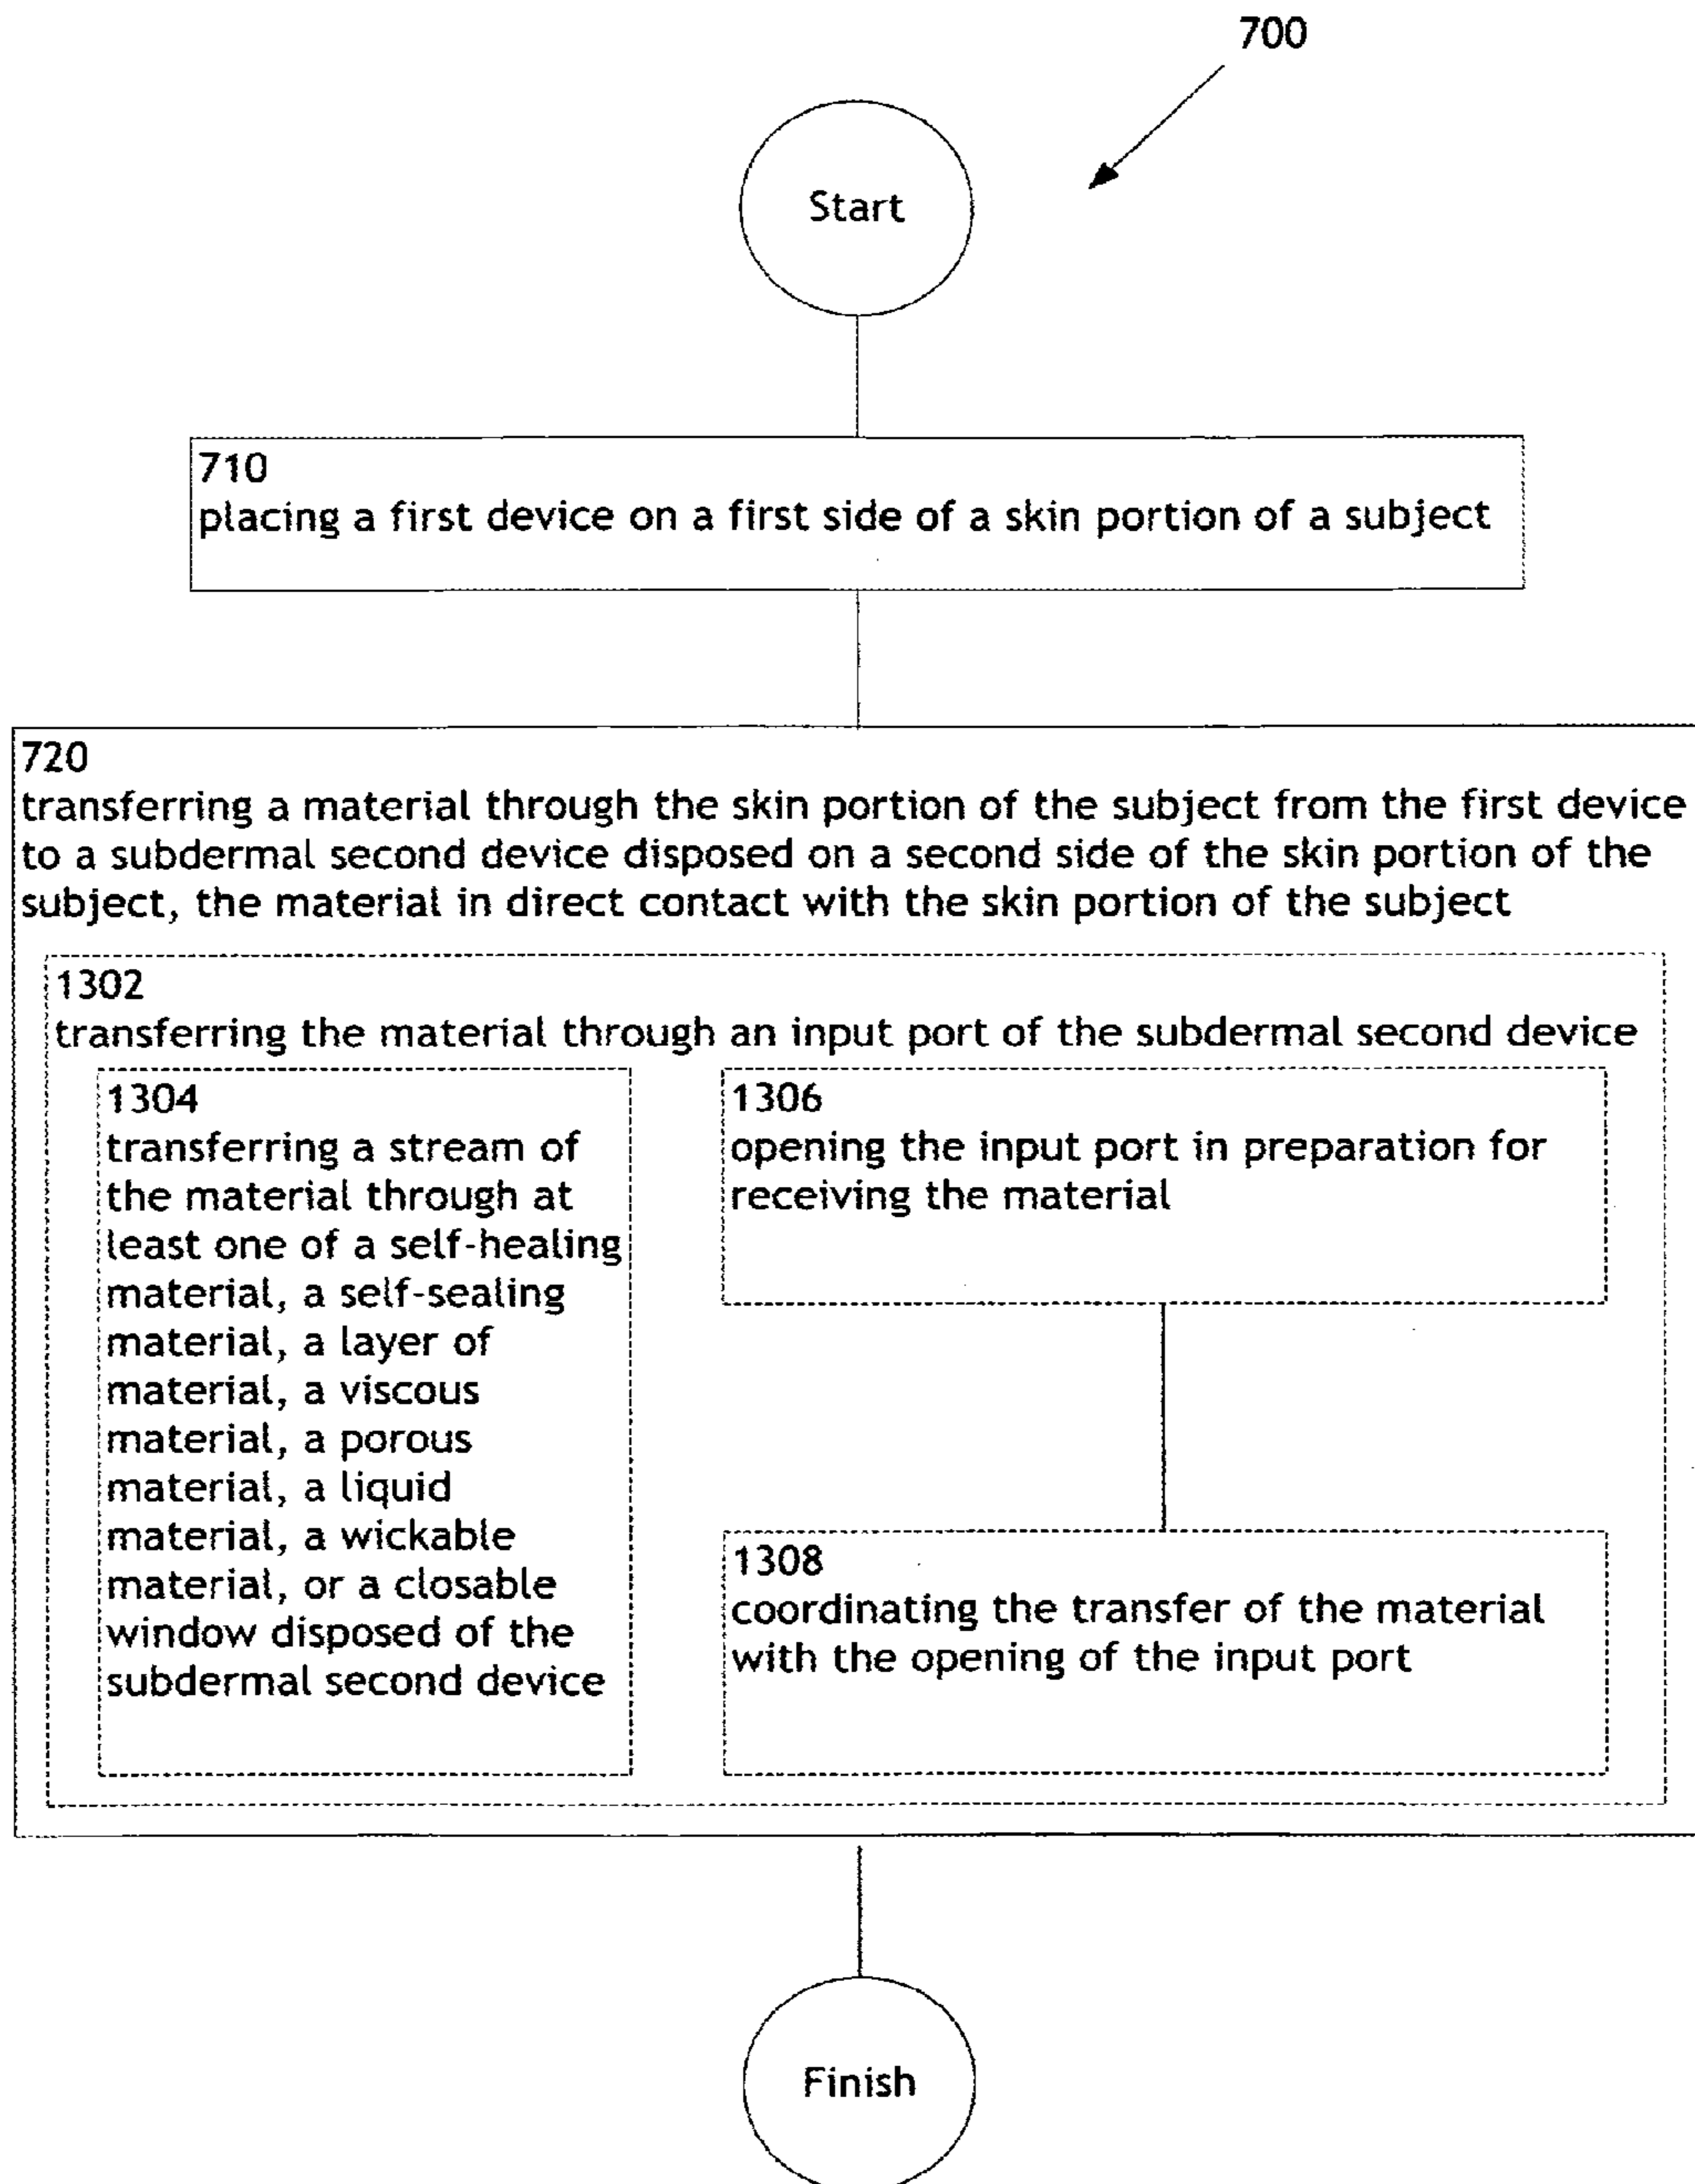 700
Start
710
placing a first device on a first side of a skin portion of a subject
720
transferring a material through the skin portion of the subject from the first device
to a subdermal second device disposed on a second side of the skin portion of the
subject, the material in direct contact with the skin portion of the subject
1302
transferring the material through an input port of the subdermal second device
1304
transferring a stream of
the material through at
least one of a self-healing
material, a self-sealing
material, a layer of
material, a viscous
material, a porous
material, a liquid
material, a wickable
material, or a closable
window disposed of the
subdermal second device
1306
opening the input port in preparation for
receiving the material
1308
coordinating the transfer of the material
with the opening of the input port
Finish